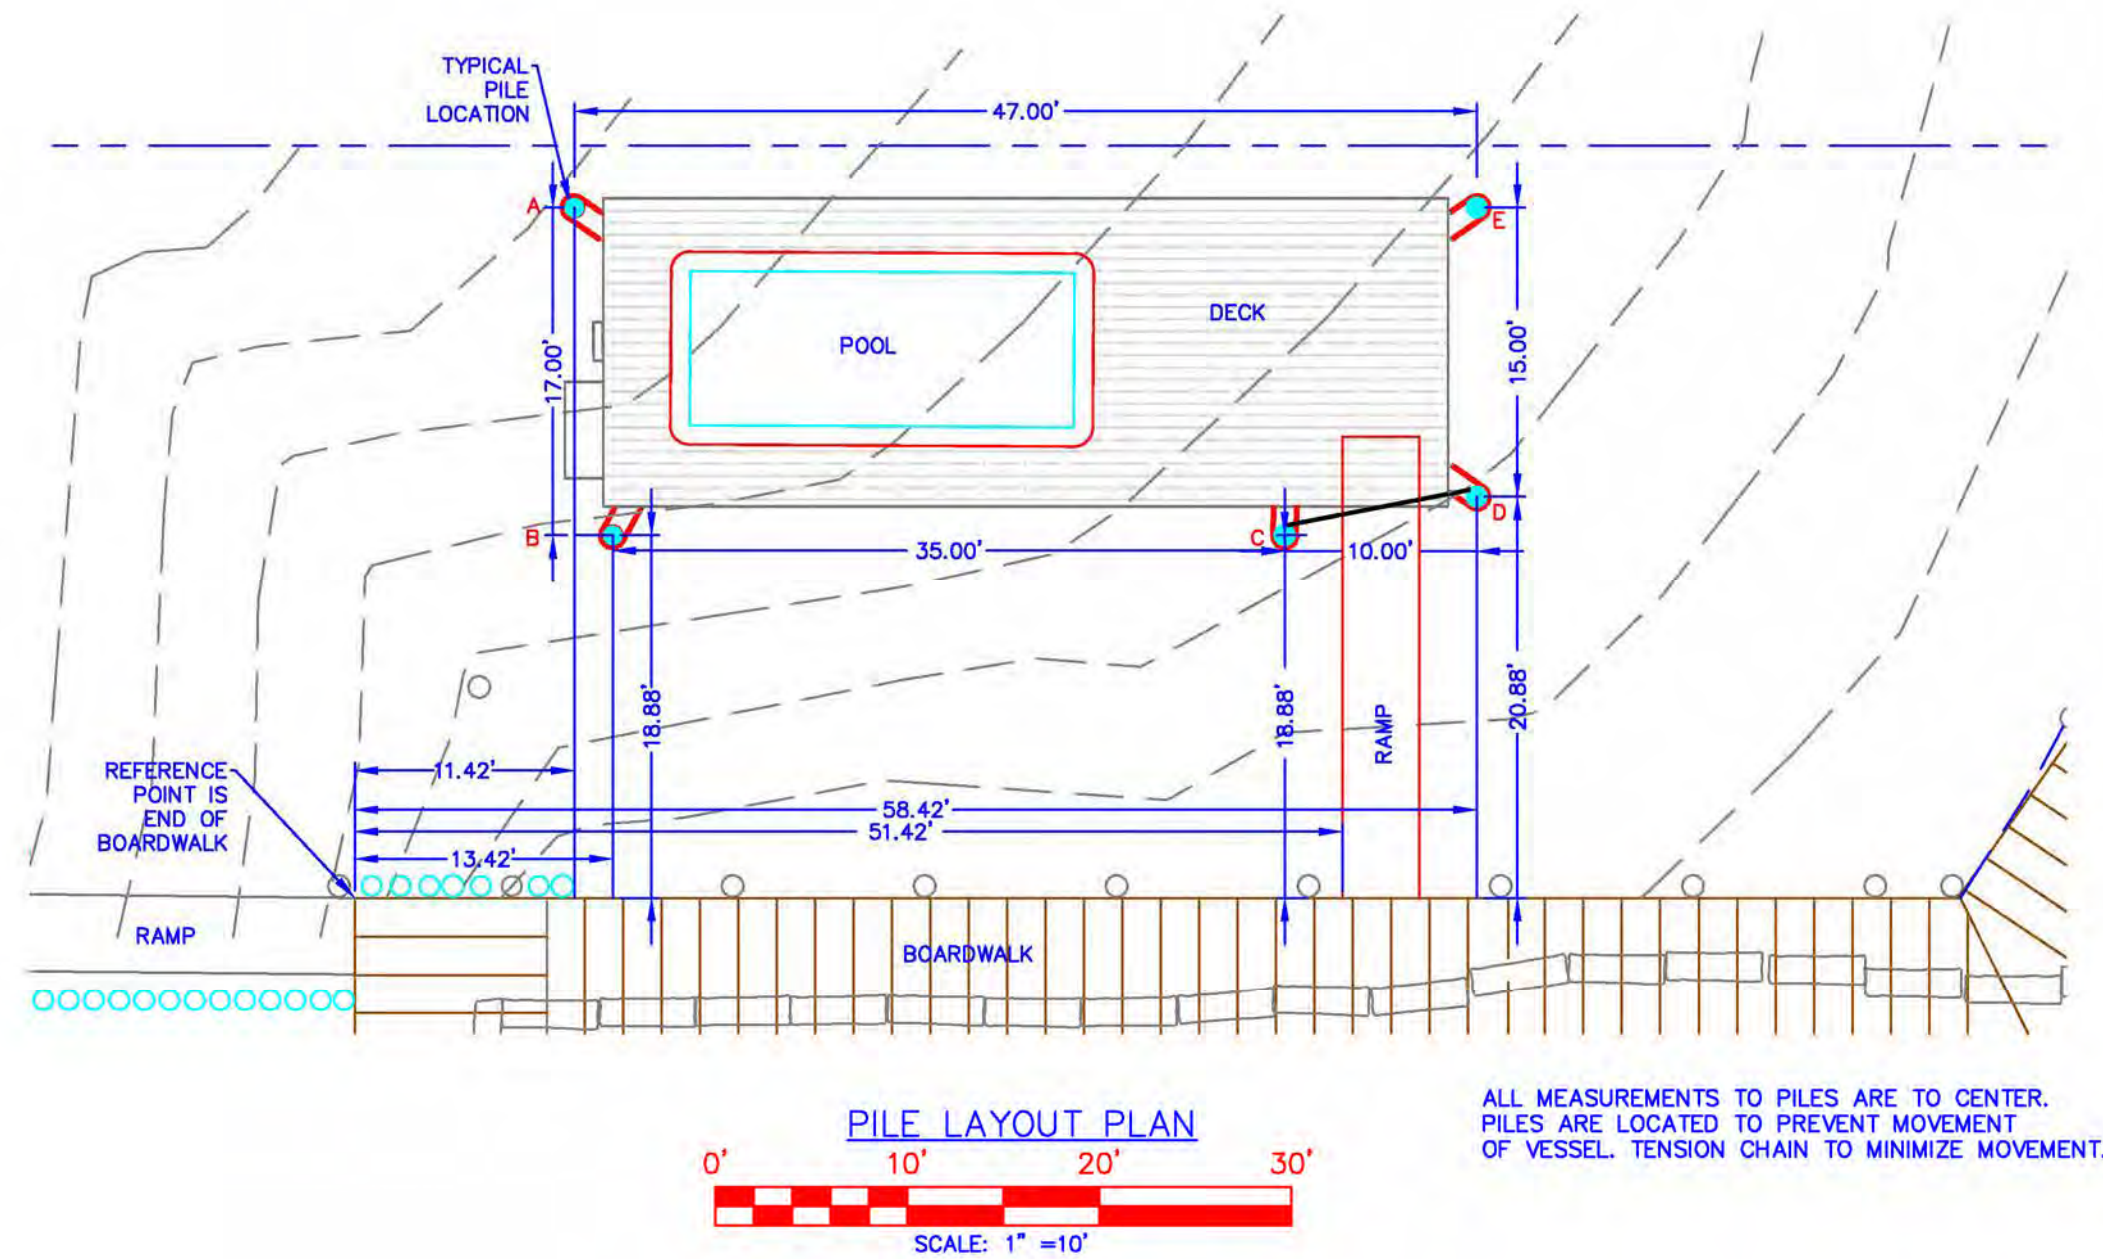 TYPICAL
PILE
LOCATION
47.00'
A
E
DECK
POOL
17.00'
15.00'
B
C
D
35.00'
10.00'
18.88'
18.88'
20.88'
RAMP
REFERENCE
POINT IS
END OF
BOARDWALK
11.42'
58.42'
51.42'
13.42'
RAMP
BOARDWALK
PILE LAYOUT PLAN
0' 10' 20' 30'
SCALE: 1" =10'
ALL MEASUREMENTS TO PILES ARE TO CENTER.
PILES ARE LOCATED TO PREVENT MOVEMENT
OF VESSEL. TENSION CHAIN TO MINIMIZE MOVEMENT.